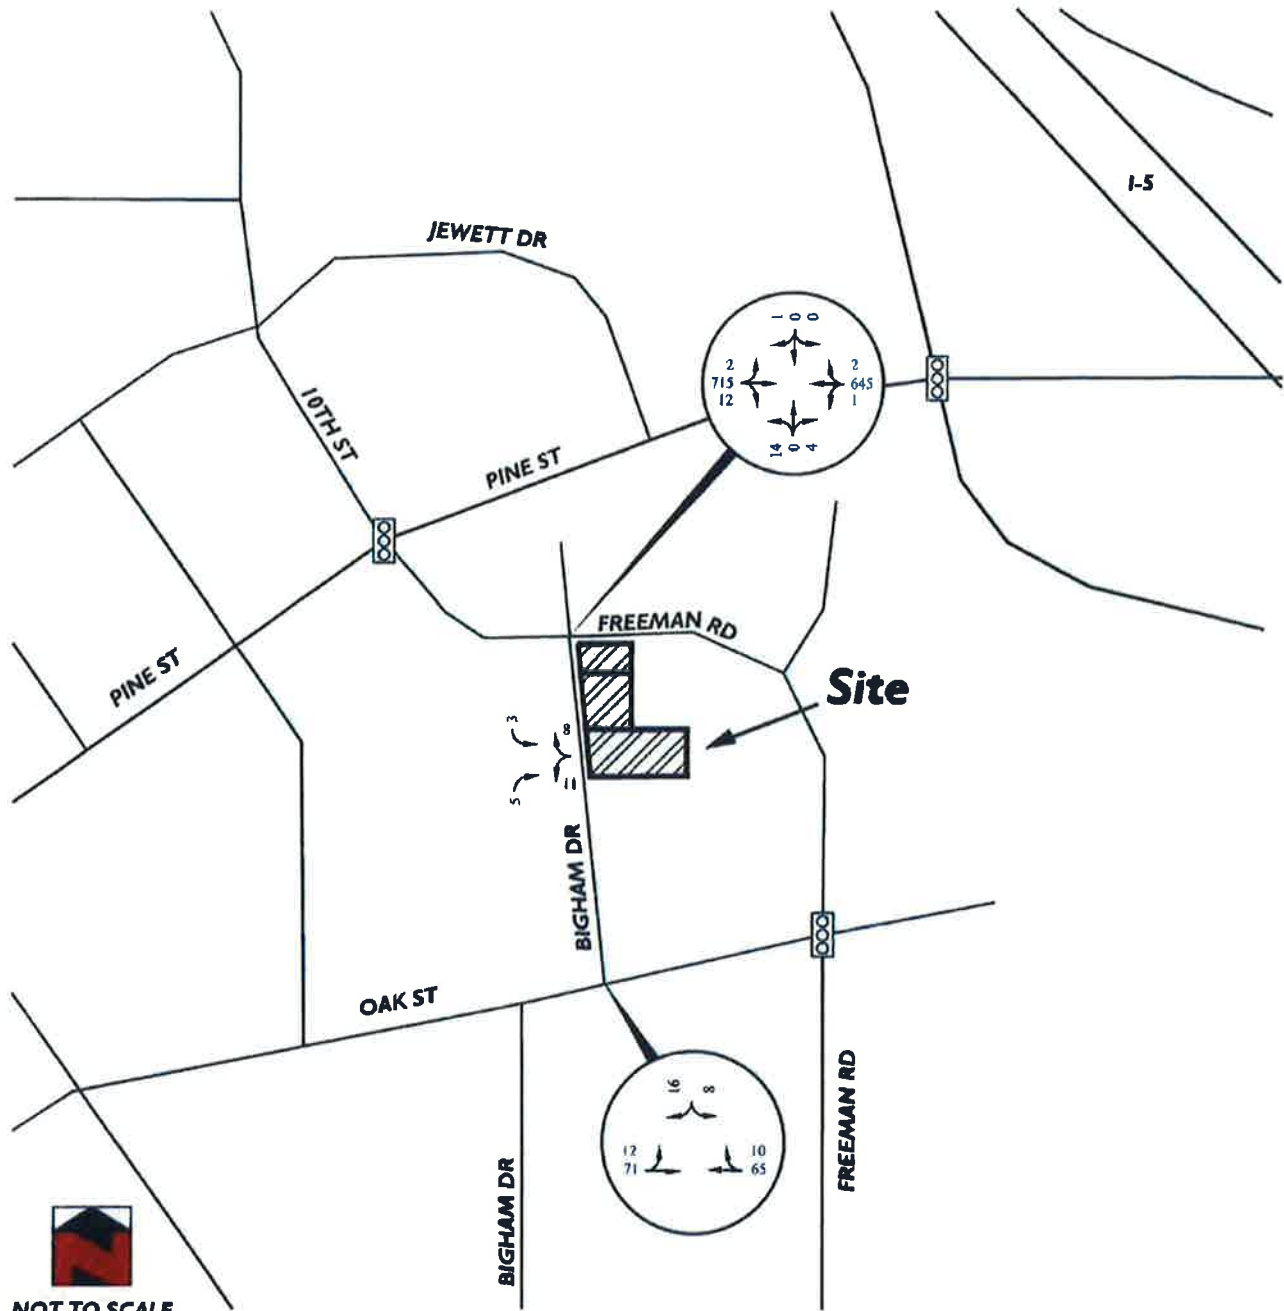 I-5
JEWETT DR
1 0 0
2
715
12
2
645
1
14 0 4
10TH ST
PINE ST
FREEMAN RD
PINE ST
Site
3
8
5
BIGHAM DR
OAK ST
16 8
12
71
10
65
FREEMAN RD
BIGHAM DR
N
NOT TO SCALE